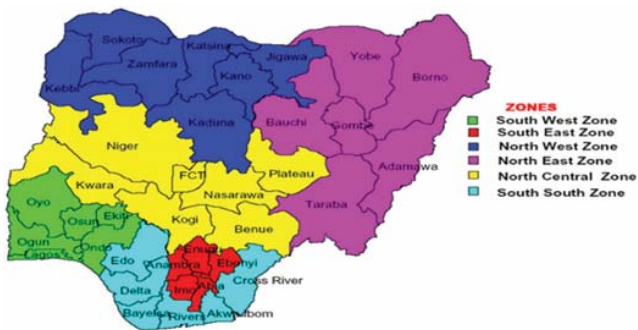 Sokoto
Katsina
Zamfara
Jigawa
Kano
Kebbi
Kaduna
Yobe
Borno
Bauchi
Gombe
Adamawa
Taraba
Niger
FCT
Plateau
Kwara
Nasarawa
Kogi
Benue
Oyo
Osun
Ekiti
Ogun
Ondo
Lagos
Edo
Enugu
Anambra
Ebonyi
Imo
Abia
Cross River
Delta
Bayelsa
Rivers
Akwa Ibom
ZONES
South West Zone
South East Zone
North West Zone
North East Zone
North Central Zone
South South Zone